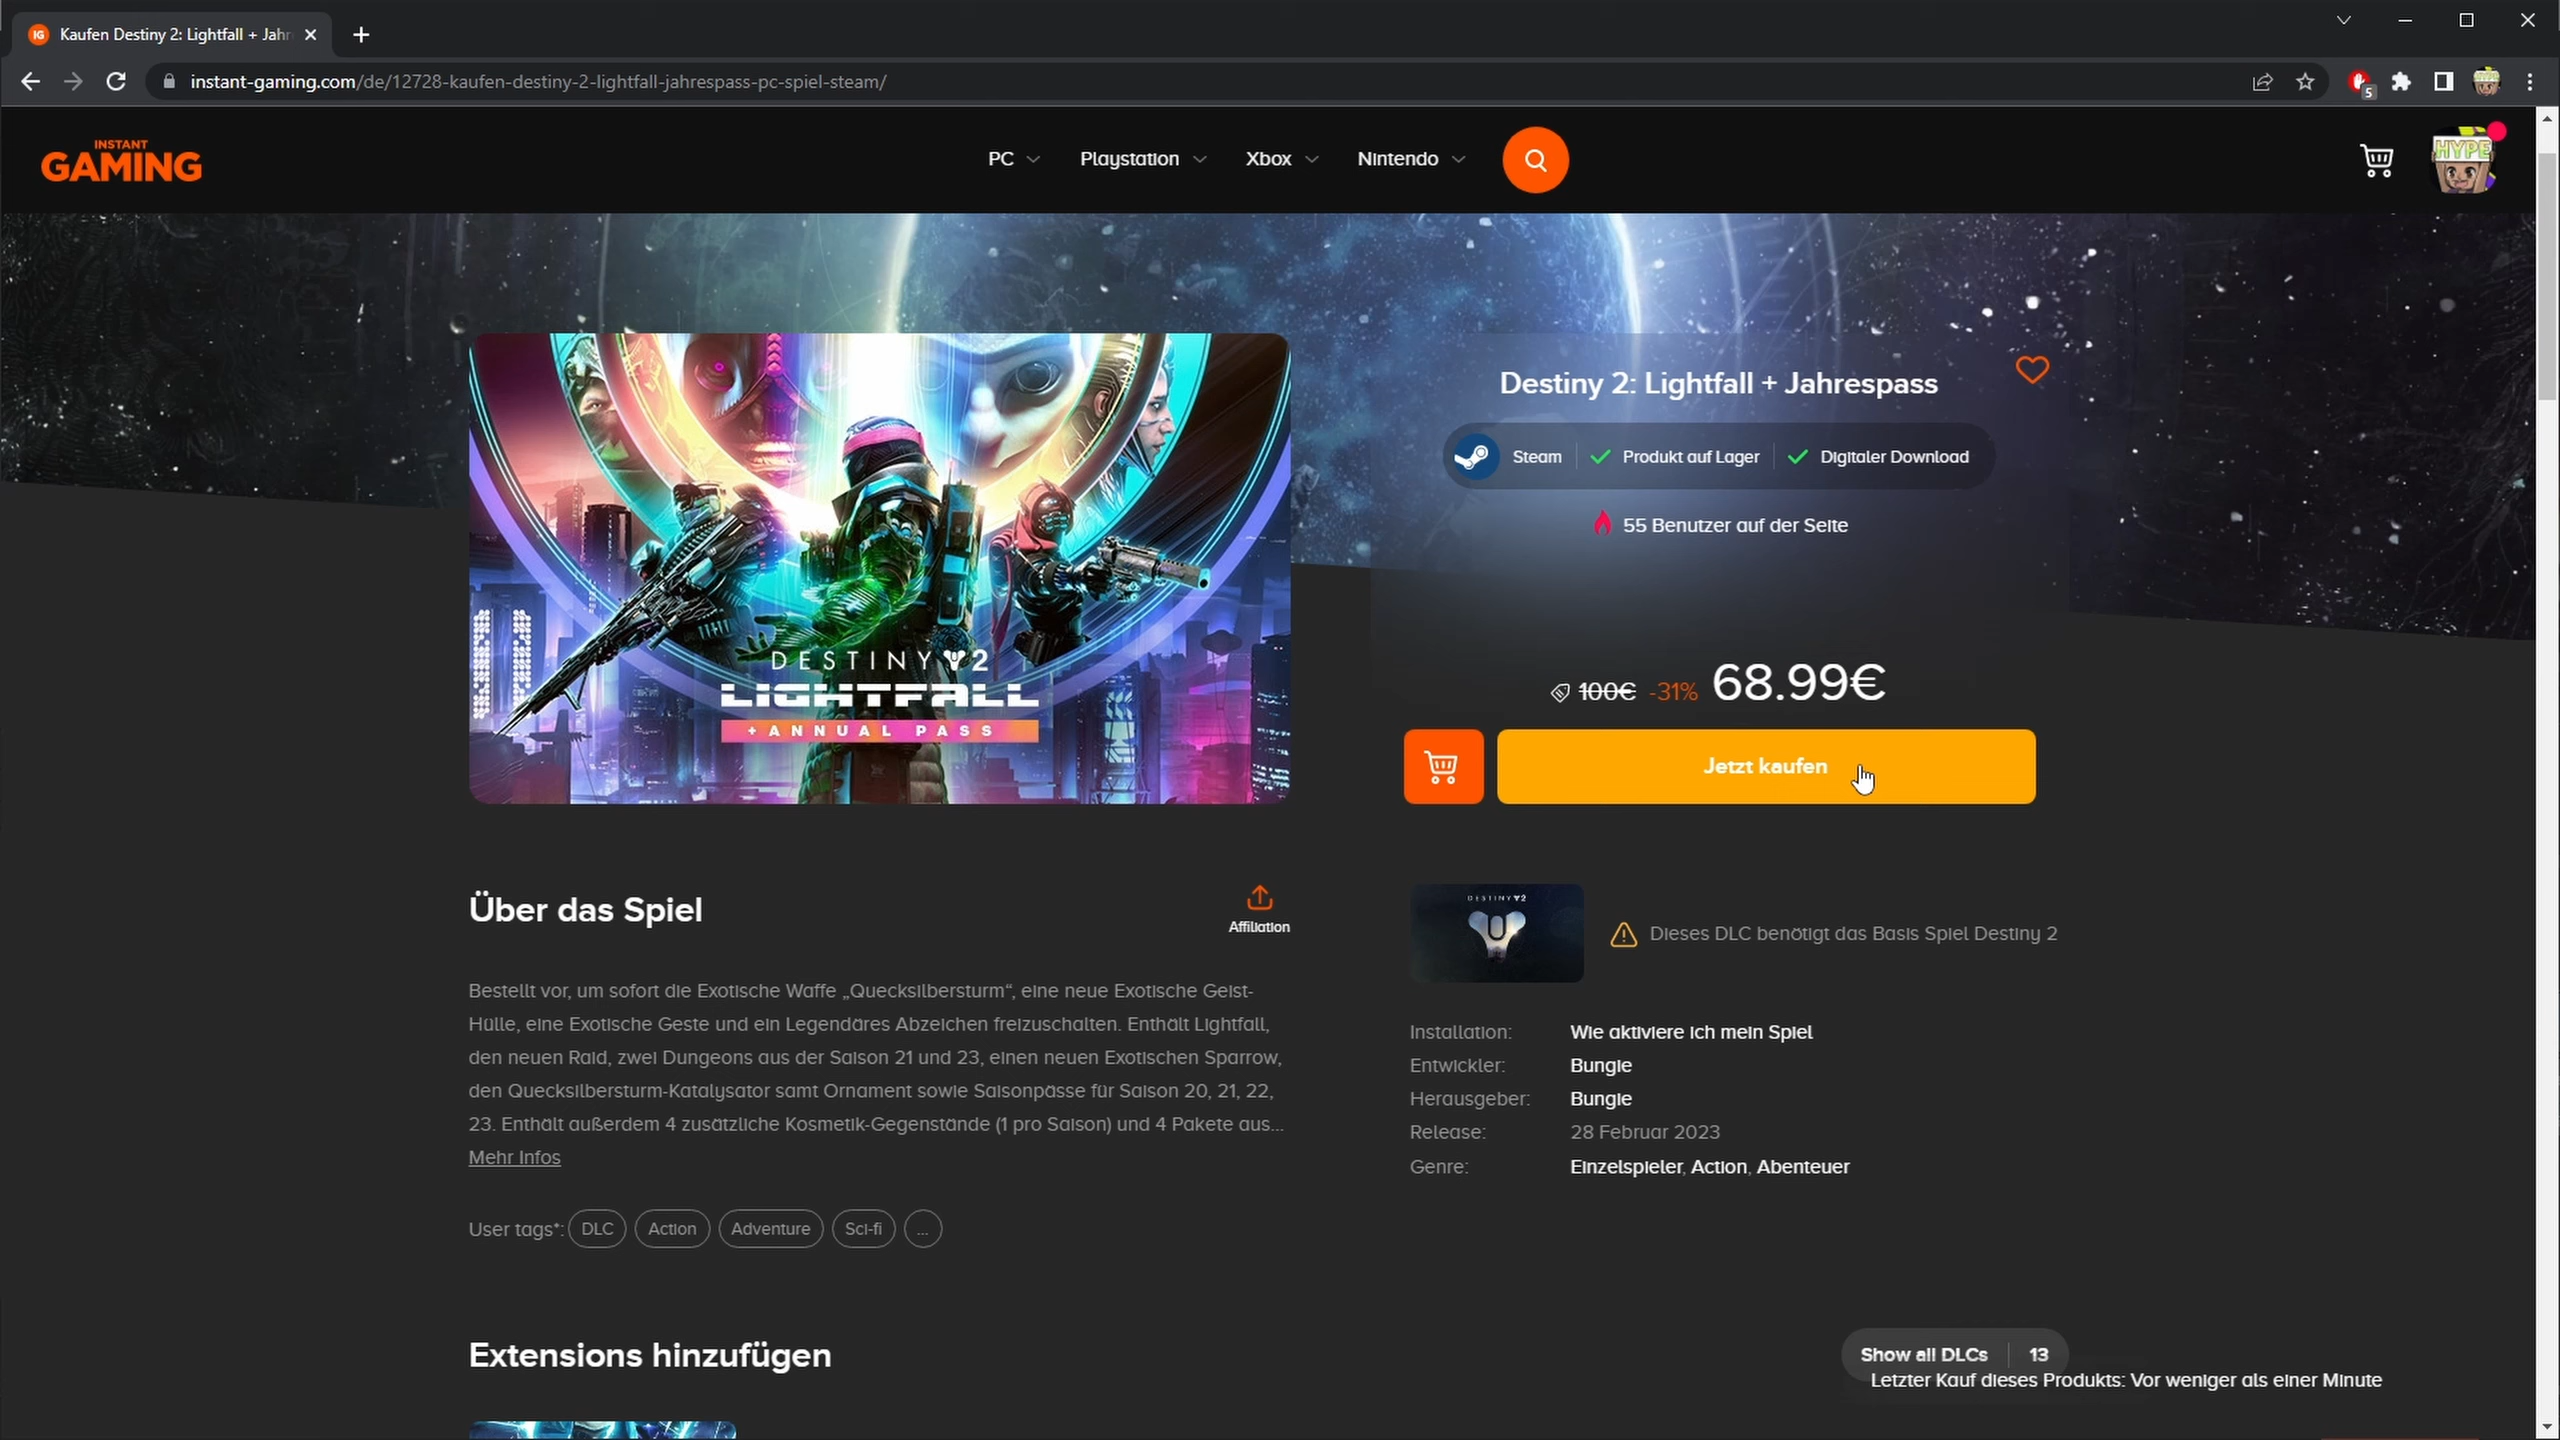 Kaufen Destiny 2: Lightfall + Jahr
instant-gaming.com/de/12728-kaufen-destiny-2-lightfall-jahrespass-pc-spiel-steam/
5
INSTANT
GAMING
PC
Playstation
Xbox
Nintendo
HYPE
DESTINY 2
LIGHTFALL
+ ANNUAL PASS
Destiny 2: Lightfall + Jahrespass
Steam
Produkt auf Lager
Digitaler Download
55 Benutzer auf der Seite
100€ -31% 68.99€
Jetzt kaufen
Über das Spiel
Affiliation
Bestellt vor, um sofort die Exotische Waffe „Quecksilbersturm“, eine neue Exotische Geist-
Hülle, eine Exotische Geste und ein Legendäres Abzeichen freizuschalten. Enthält Lightfall,
den neuen Raid, zwei Dungeons aus der Saison 21 und 23, einen neuen Exotischen Sparrow,
den Quecksilbersturm-Katalysator samt Ornament sowie Saisonpässe für Saison 20, 21, 22,
23. Enthält außerdem 4 zusätzliche Kosmetik-Gegenstände (1 pro Saison) und 4 Pakete aus...
Mehr Infos
User tags*: DLC Action Adventure Sci-fi ...
DESTINY 2
Dieses DLC benötigt das Basis Spiel Destiny 2
Installation: Wie aktiviere ich mein Spiel
Entwickler: Bungie
Herausgeber: Bungie
Release: 28 Februar 2023
Genre: Einzelspieler, Action, Abenteuer
Extensions hinzufügen
Show all DLCs 13
Letzter Kauf dieses Produkts: Vor weniger als einer Minute